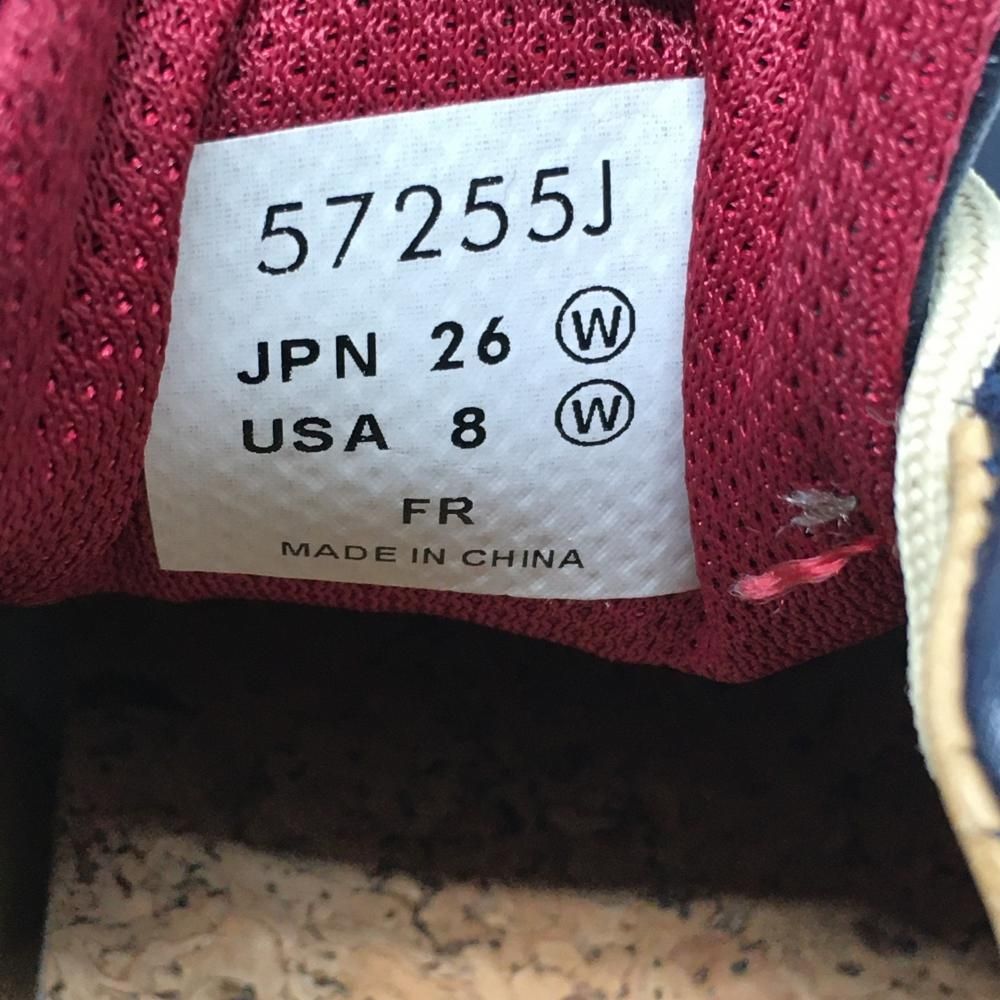 57255J
JPN 26 Ⓦ
USA 8 Ⓦ
FR
MADE IN CHINA